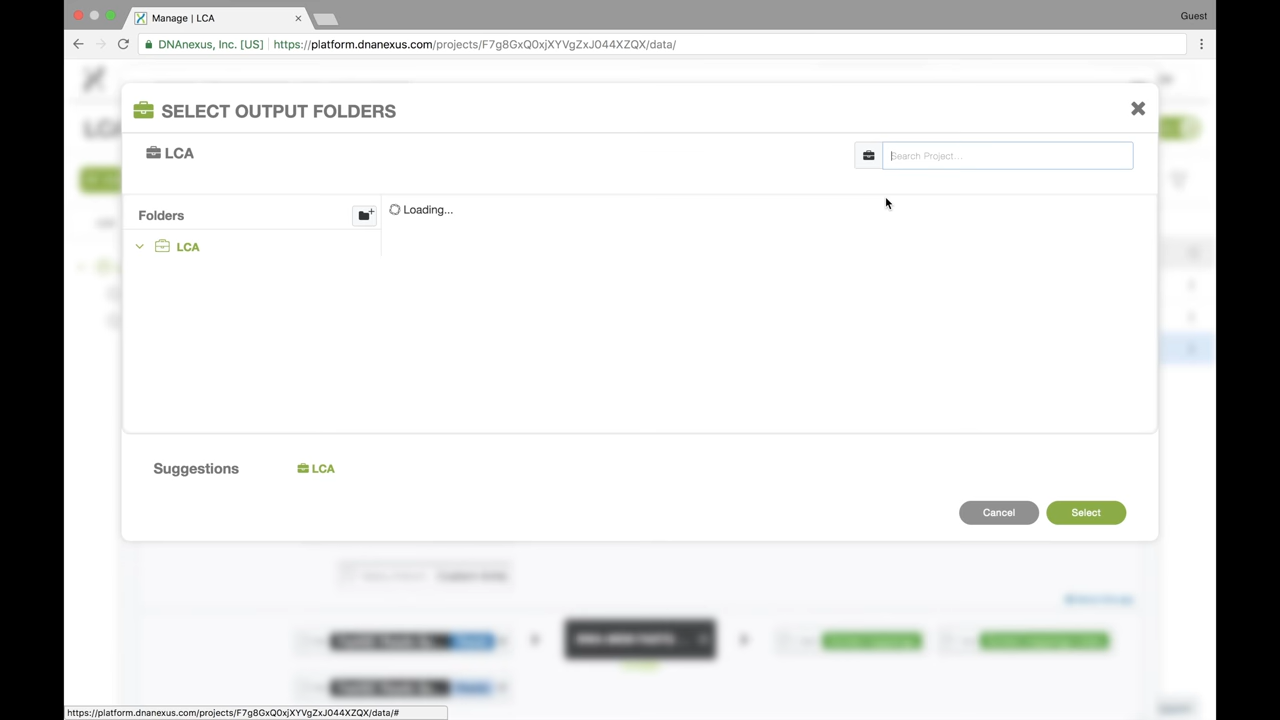 Manage | LCA
Guest
DNAnexus, Inc. [US] https://platform.dnanexus.com/projects/F7g8GxQ0xjXYVgZxJ044XZQX/data/
SELECT OUTPUT FOLDERS
LCA
Search Project...
Folders
Loading...
LCA
Suggestions
LCA
Cancel
Select
https://platform.dnanexus.com/projects/F7g8GxQ0xjXYVgZxJ044XZQX/data/#